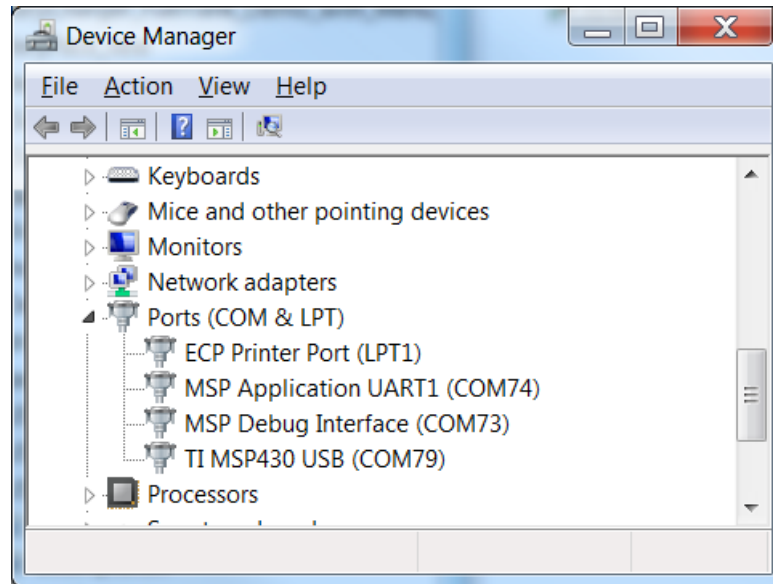 Device Manager
File Action View Help
Keyboards
Mice and other pointing devices
Monitors
Network adapters
Ports (COM & LPT)
ECP Printer Port (LPT1)
MSP Application UART1 (COM74)
MSP Debug Interface (COM73)
TI MSP430 USB (COM79)
Processors